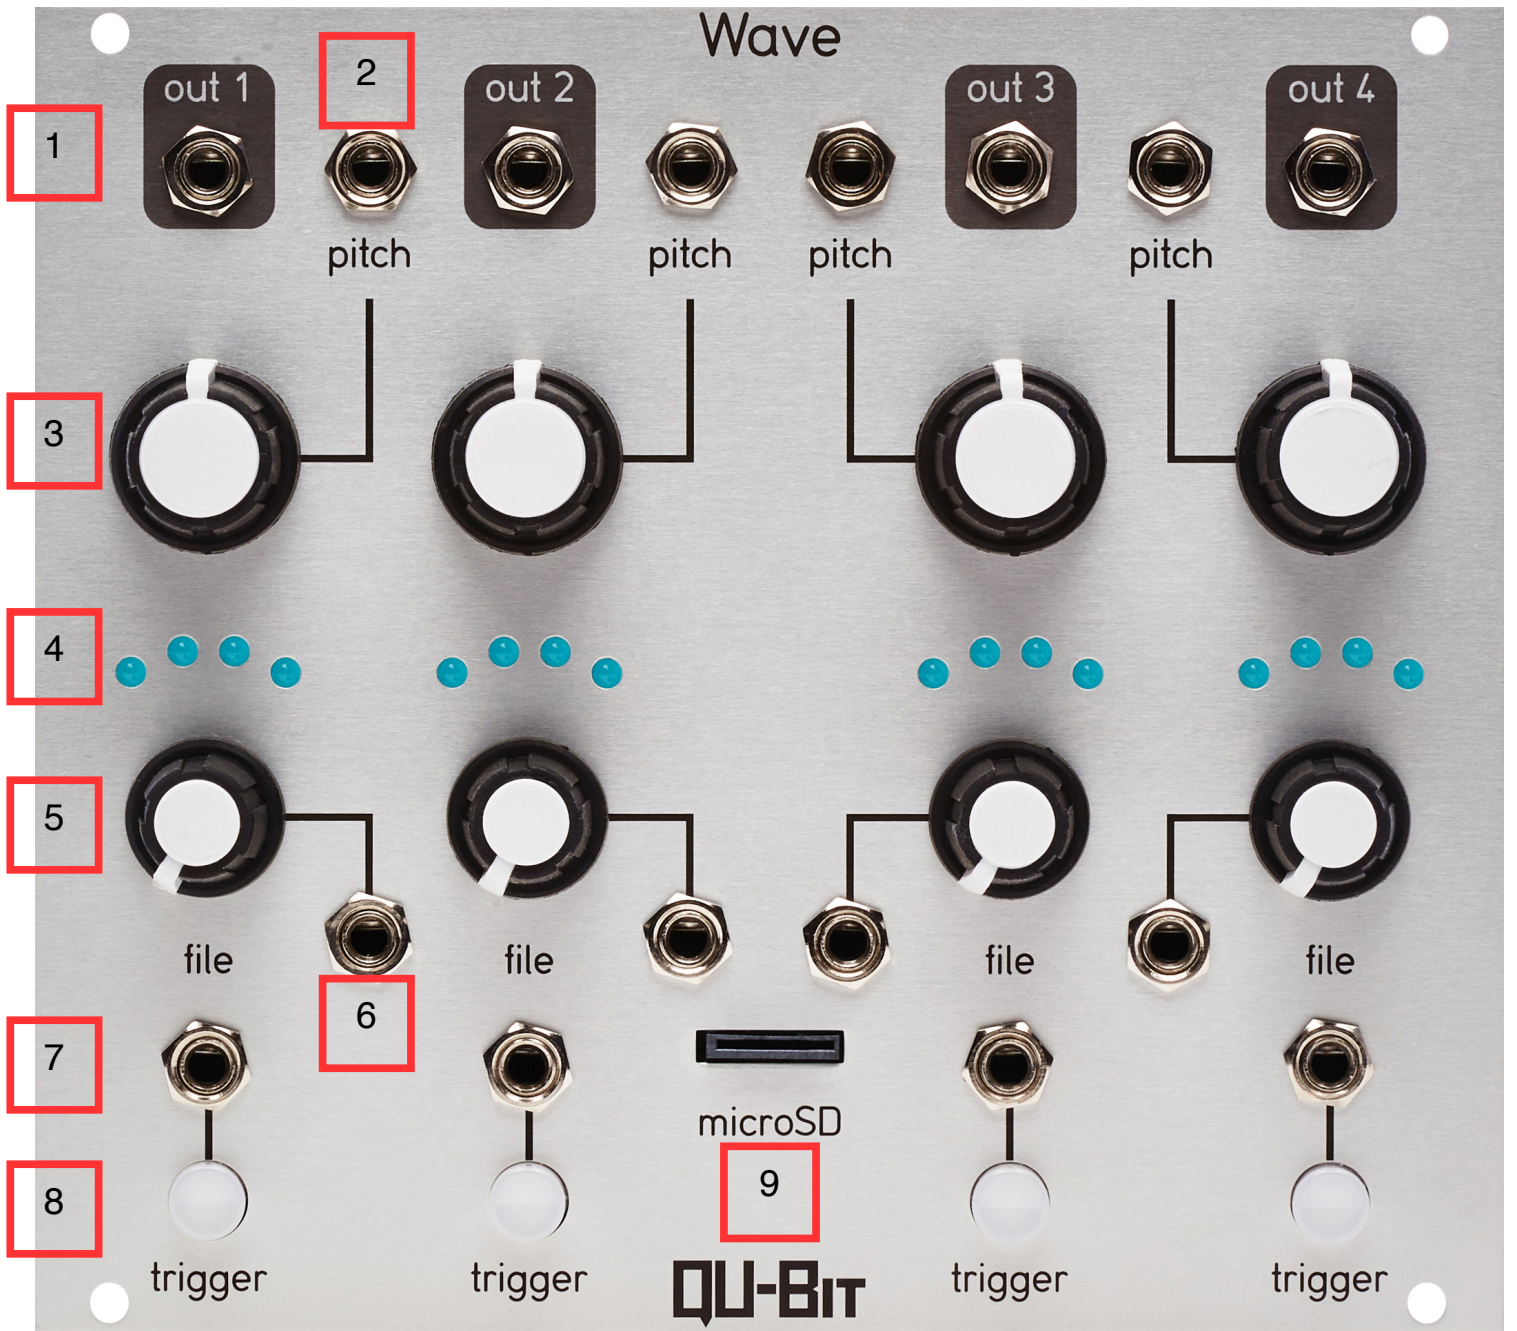 Wave
2
out 1
out 2
out 3
out 4
1
pitch
pitch
pitch
pitch
3
4
5
file
file
file
file
6
7
microSD
8
9
trigger
trigger
trigger
trigger
QU-BIT